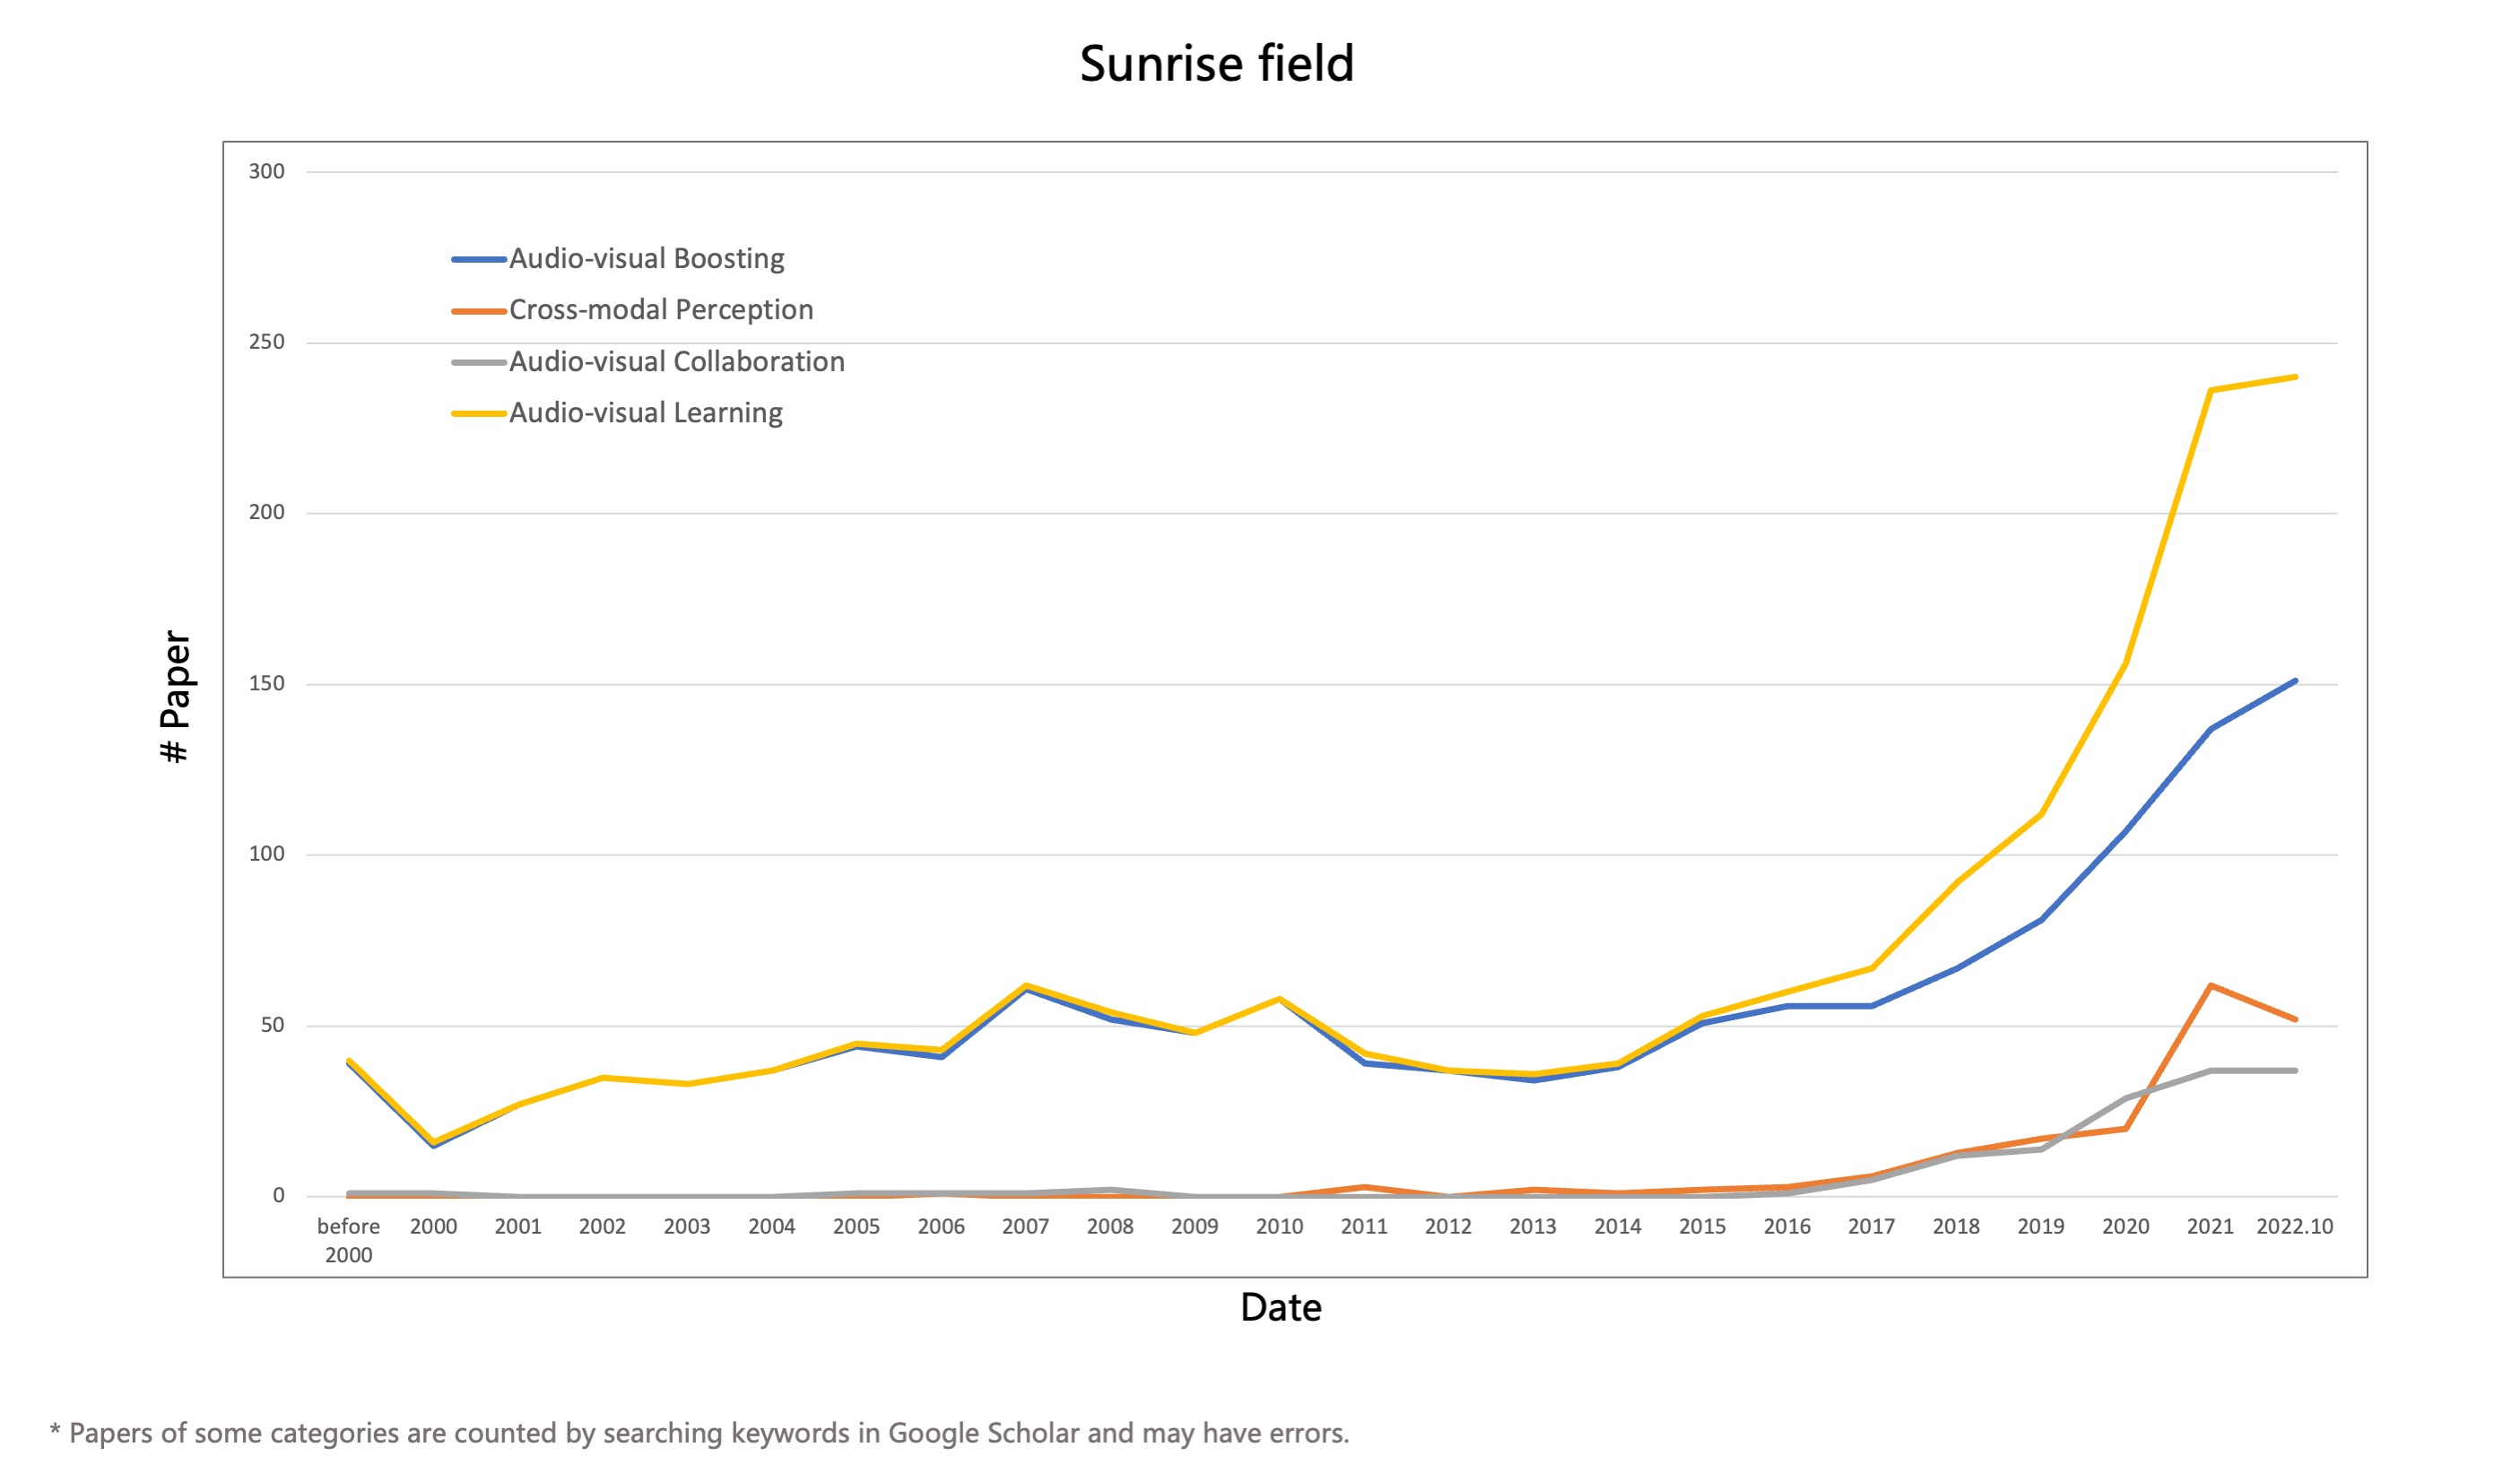 Sunrise field
300
250
200
150
100
50
0
Audio-visual Boosting
Cross-modal Perception
Audio-visual Collaboration
Audio-visual Learning
# Paper
before 2000 2001 2002 2003 2004 2005 2006 2007 2008 2009 2010 2011 2012 2013 2014 2015 2016 2017 2018 2019 2020 2021 2022.10
2000
Date
* Papers of some categories are counted by searching keywords in Google Scholar and may have errors.